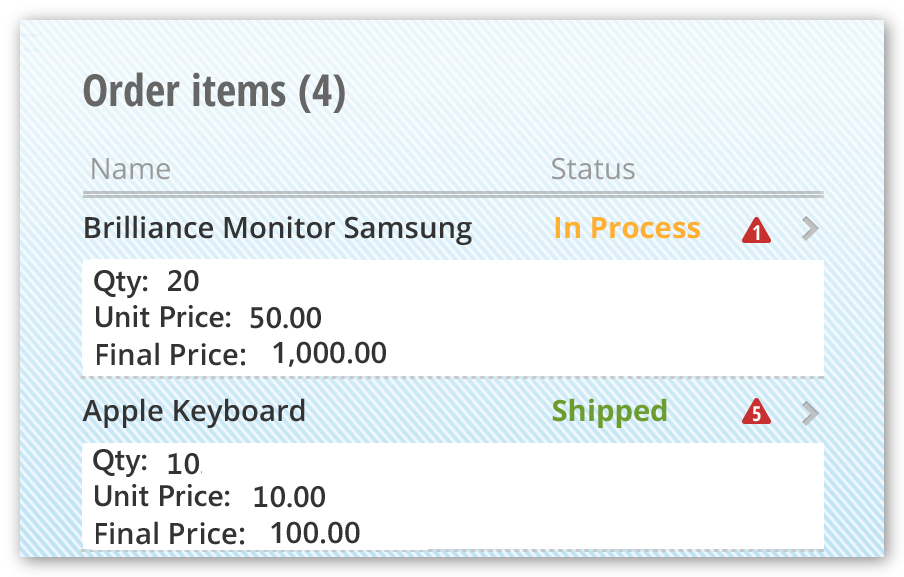 Order items (4)
Name Status
Brilliance Monitor Samsung In Process 1
Qty: 20
Unit Price: 50.00
Final Price: 1,000.00
Apple Keyboard Shipped 5
Qty: 10
Unit Price: 10.00
Final Price: 100.00